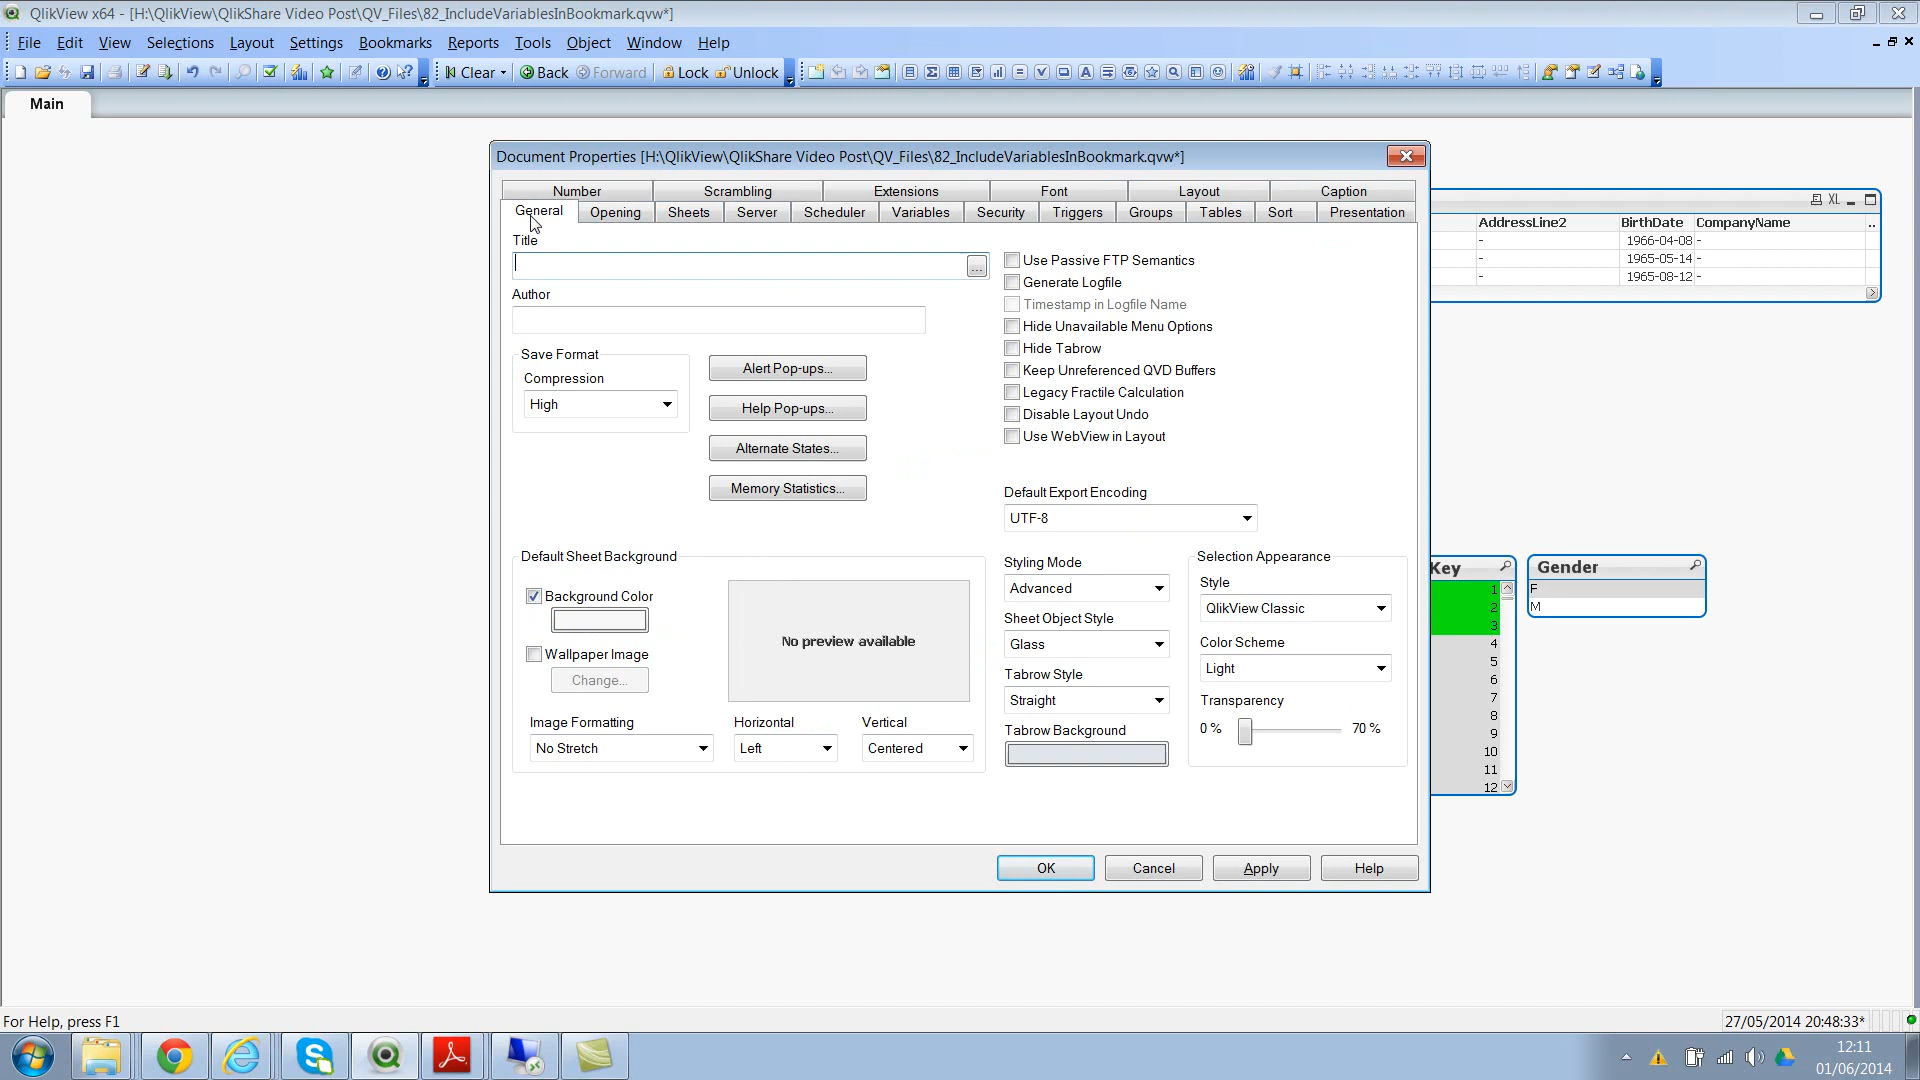 QlikView x64 - [H:\QlikView\QlikShare Video Post\QV_Files\82_IncludeVariablesInBookmark.qvw*]
File Edit View Selections Layout Settings Bookmarks Reports Tools Object Window Help
Clear Back Forward Lock Unlock
Main
Document Properties [H:\QlikView\QlikShare Video Post\QV_Files\82_IncludeVariablesInBookmark.qvw*]
Number Scrambling Extensions Font Layout Caption
General Opening Sheets Server Scheduler Variables Security Triggers Groups Tables Sort Presentation
Title
...
Author
Save Format
Compression
High
Alert Pop-ups...
Help Pop-ups...
Alternate States...
Memory Statistics...
Use Passive FTP Semantics
Generate Logfile
Timestamp in Logfile Name
Hide Unavailable Menu Options
Hide Tabrow
Keep Unreferenced QVD Buffers
Legacy Fractile Calculation
Disable Layout Undo
Use WebView in Layout
Default Export Encoding
UTF-8
Default Sheet Background
Background Color
Wallpaper Image
Change...
No preview available
Image Formatting
No Stretch
Horizontal
Left
Vertical
Centered
Styling Mode
Advanced
Sheet Object Style
Glass
Tabrow Style
Straight
Tabrow Background
Selection Appearance
Style
QlikView Classic
Color Scheme
Light
Transparency
0 % 70 %
OK Cancel Apply Help
XL
AddressLine2 BirthDate CompanyName ..
- 1966-04-08 -
- 1965-05-14 -
- 1965-08-12 -
Key
1
2
3
4
5
6
7
8
9
10
11
12
Gender
F
M
For Help, press F1
27/05/2014 20:48:33*
12:11
01/06/2014